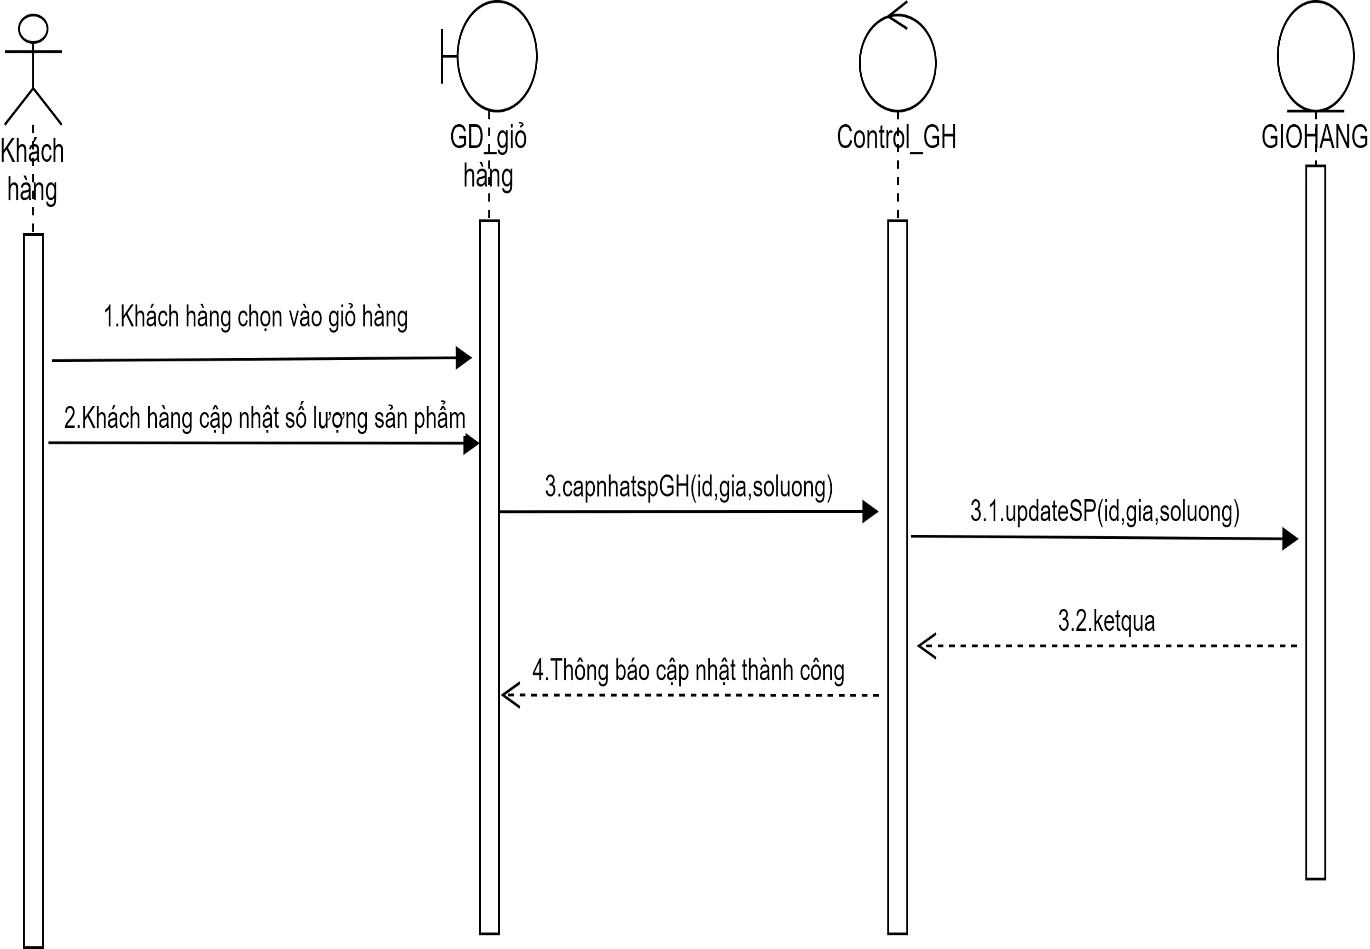 Khách
hàng
GD_giỏ
hàng
Control_GH
GIOHANG
1.Khách hàng chọn vào giỏ hàng
2.Khách hàng cập nhật số lượng sản phẩm
3.capnhatspGH(id,gia,soluong)
3.1.updateSP(id,gia,soluong)
3.2.ketqua
4.Thông báo cập nhật thành công